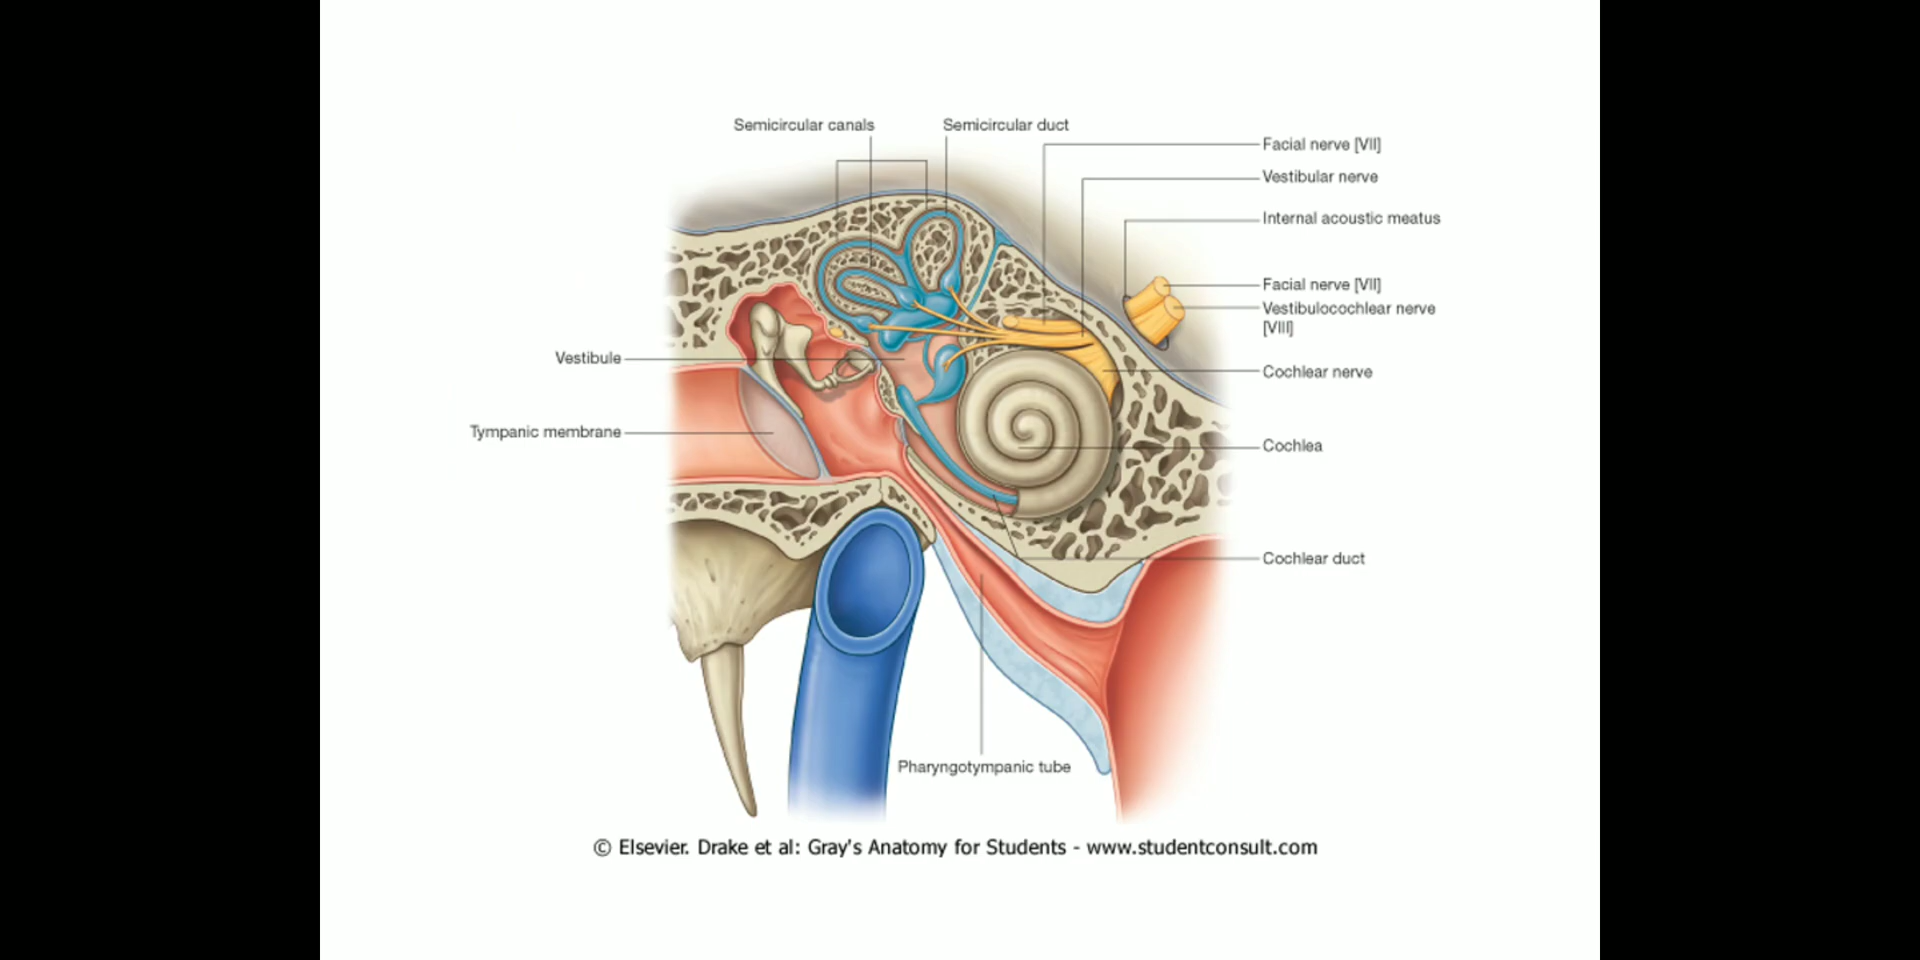 Semicircular canals
Semicircular duct
Facial nerve [VII]
Vestibular nerve
Internal acoustic meatus
Facial nerve [VII]
Vestibulocochlear nerve
[VIII]
Vestibule
Cochlear nerve
Tympanic membrane
Cochlea
Cochlear duct
Pharyngotympanic tube
© Elsevier. Drake et al: Gray's Anatomy for Students - www.studentconsult.com